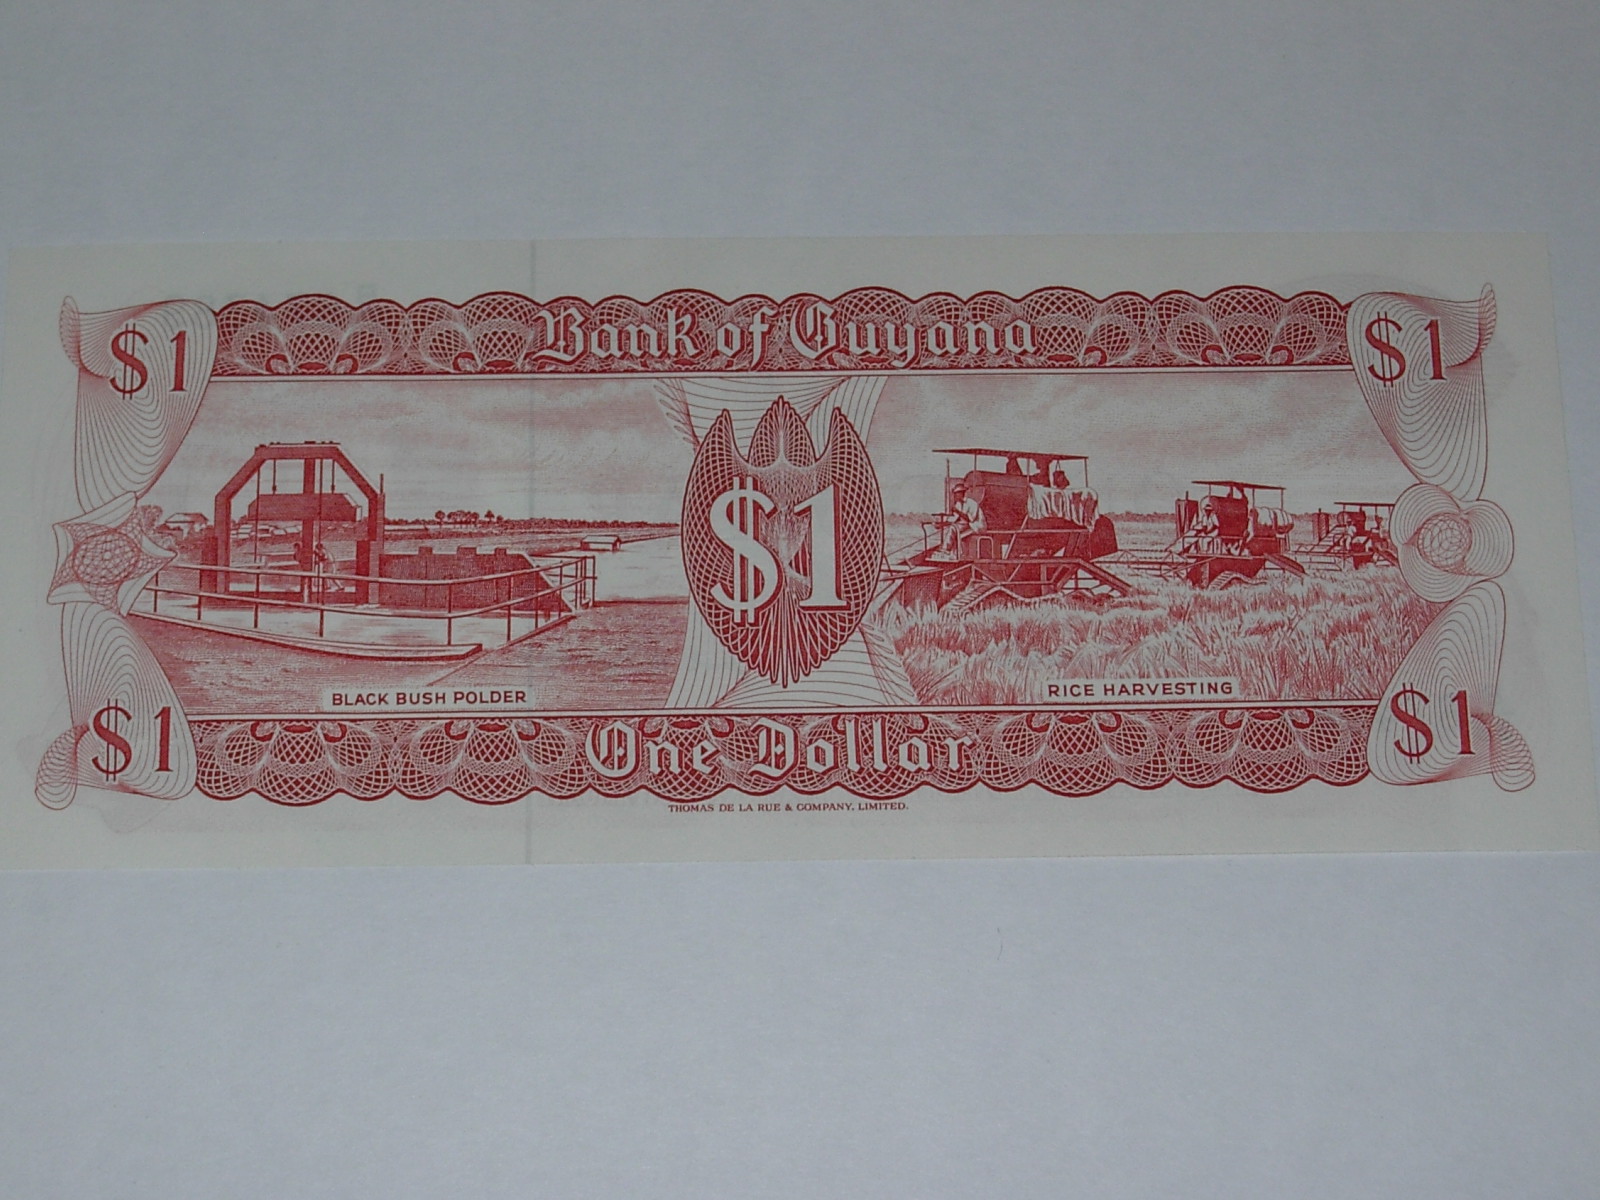 $1
Bank of Guyana
$1
$1
BLACK BUSH POLDER
RICE HARVESTING
$1
One Dollar
$1
THOMAS DE LA RUE & COMPANY, LIMITED.